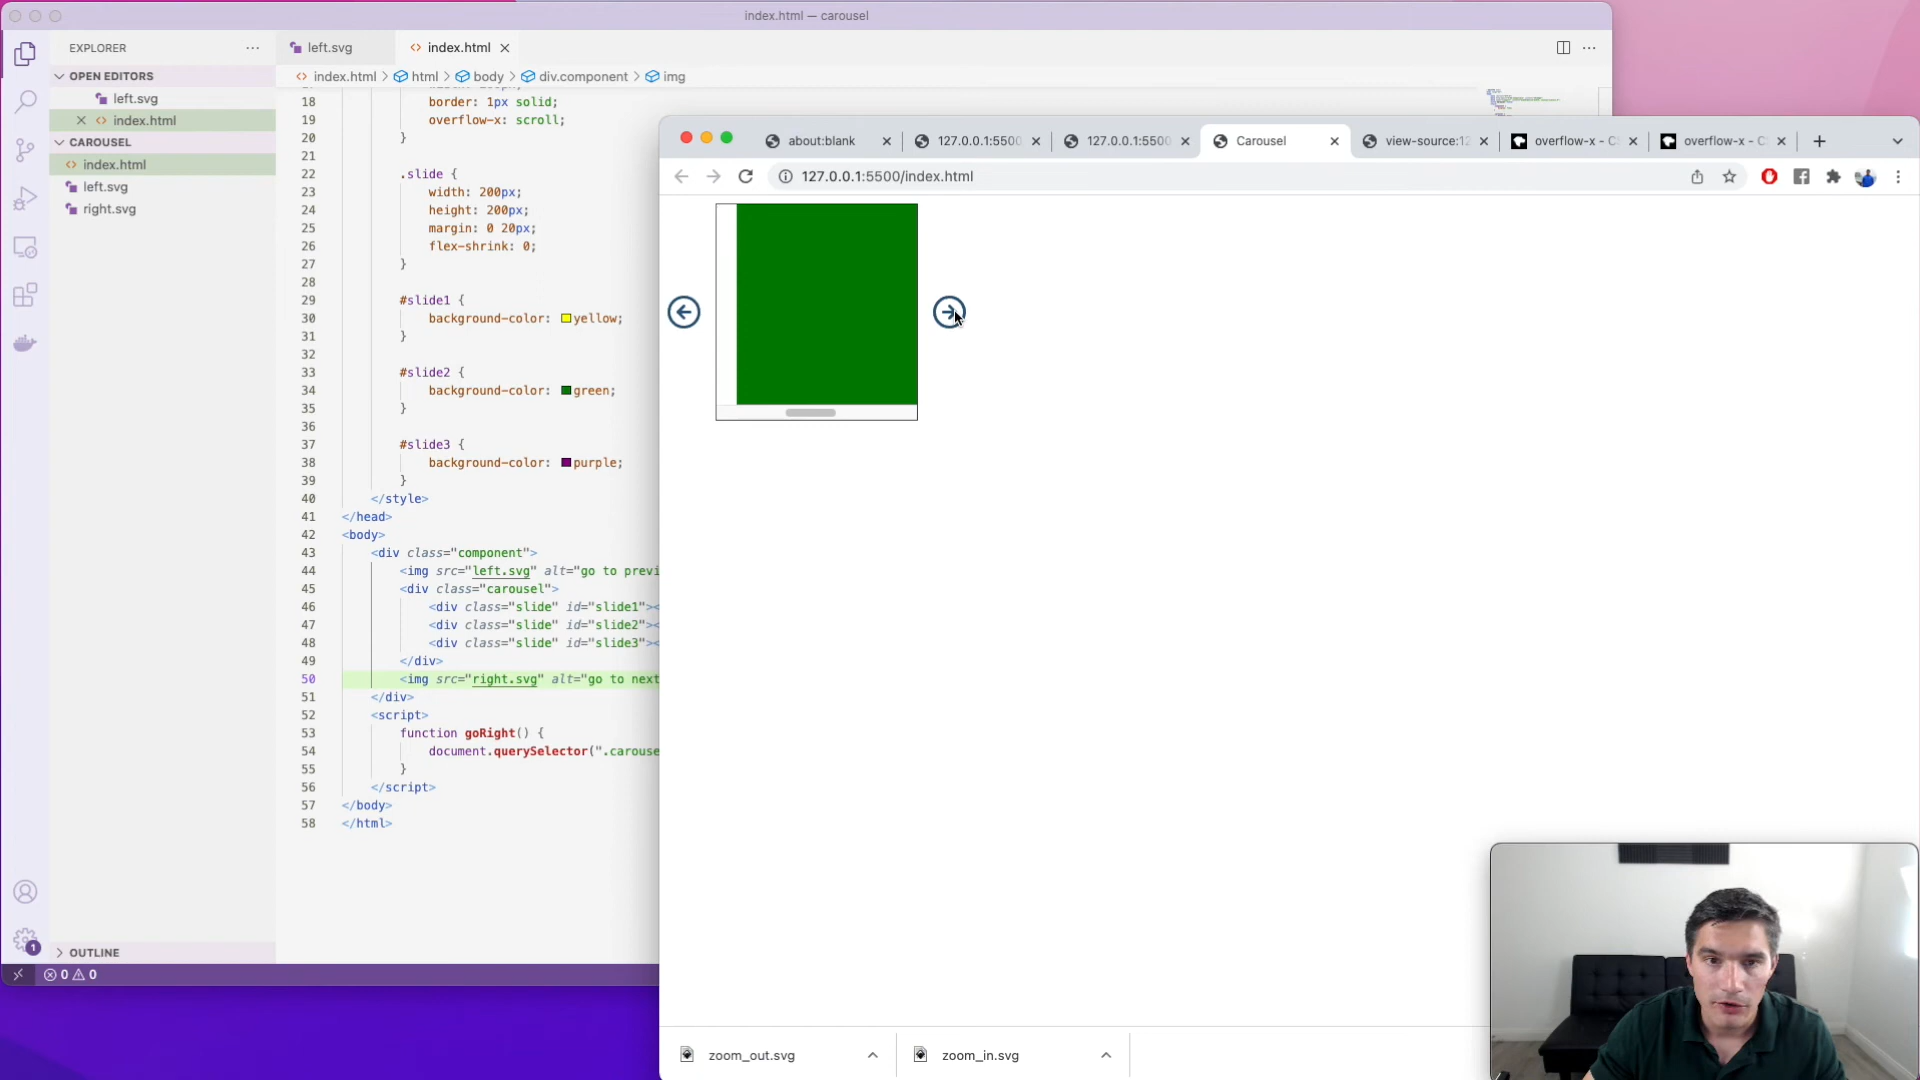 index.html — carousel
EXPLORER
left.svg
index.html
OPEN EDITORS
index.html > html > body > div.component > img
left.svg
index.html
CAROUSEL
index.html
left.svg
right.svg
18 border: 1px solid;
19 overflow-x: scroll;
20 }
21
22 .slide {
23 width: 200px;
24 height: 200px;
25 margin: 0 20px;
26 flex-shrink: 0;
27 }
28
29 #slide1 {
30 background-color: yellow;
31 }
32
33 #slide2 {
34 background-color: green;
35 }
36
37 #slide3 {
38 background-color: purple;
39 }
40 </style>
41 </head>
42 <body>
43 <div class="component">
44 <img src="left.svg" alt="go to previ
45 <div class="carousel">
46 <div class="slide" id="slide1"><
47 <div class="slide" id="slide2"><
48 <div class="slide" id="slide3"><
49 </div>
50 <img src="right.svg" alt="go to next
51 </div>
52 <script>
53 function goRight() {
54 document.querySelector(".carouse
55 }
56 </script>
57 </body>
58 </html>
OUTLINE
1
0 0
about:blank
127.0.0.1:5500
127.0.0.1:5500
Carousel
view-source:12
overflow-x - C
overflow-x - C
127.0.0.1:5500/index.html
zoom_out.svg
zoom_in.svg